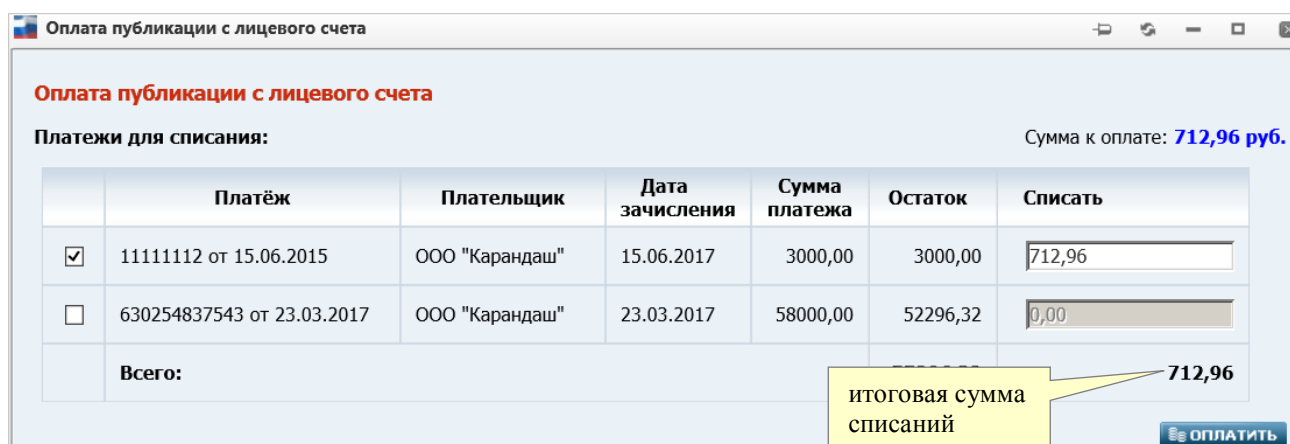 Оплата публикации с лицевого счета
Оплата публикации с лицевого счета
Платежи для списания: Сумма к оплате: 712,96 руб.
Платёж Плательщик Дата зачисления Сумма платежа Остаток Списать
11111112 от 15.06.2015 ООО "Карандаш" 15.06.2017 3000,00 3000,00 712,96
630254837543 от 23.03.2017 ООО "Карандаш" 23.03.2017 58000,00 52296,32 0,00
Всего: 712,96
итоговая сумма
списаний
ОПЛАТИТЬ